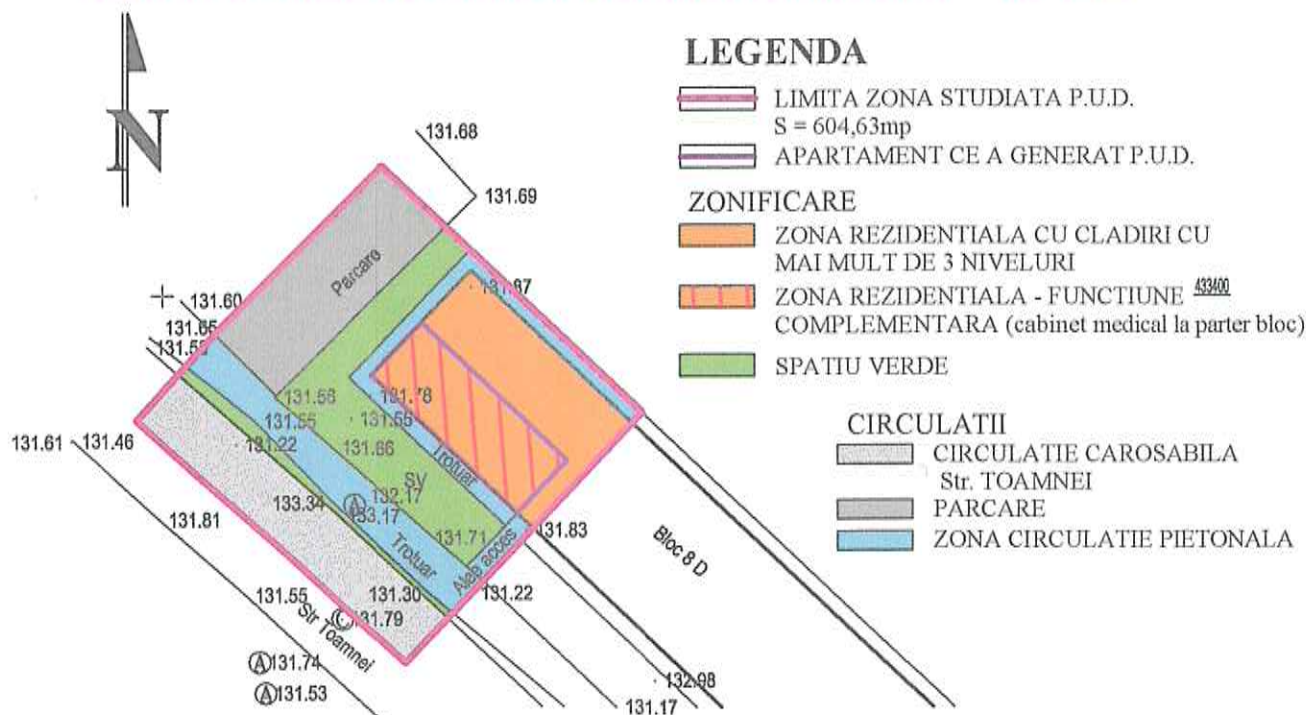 N
LEGENDA
LIMITA ZONA STUDIATA P.U.D.
S = 604,63mp
APARTAMENT CE A GENERAT P.U.D.
ZONIFICARE
ZONA REZIDENTIALA CU CLADIRI CU
MAI MULT DE 3 NIVELURI
ZONA REZIDENTIALA - FUNCTIUNE 433400
COMPLEMENTARA (cabinet medical la parter bloc)
SPATIU VERDE
CIRCULATII
CIRCULATIE CAROSABILA
Str. TOAMNEI
PARCARE
ZONA CIRCULATIE PIETONALA
131.68
131.69
Parcare
131.60
131.65
131.87
131.56
131.78
131.55
131.55
131.22
131.66
131.61
131.46
Trotuar
SV
132.17
133.34
A
133.17
131.81
131.71
131.83
Bloc 8 D
Trotuar
Alele acces
131.30
131.22
131.55
131.79
Str Toamnei
A 131.74
A 131.53
132.98
131.17